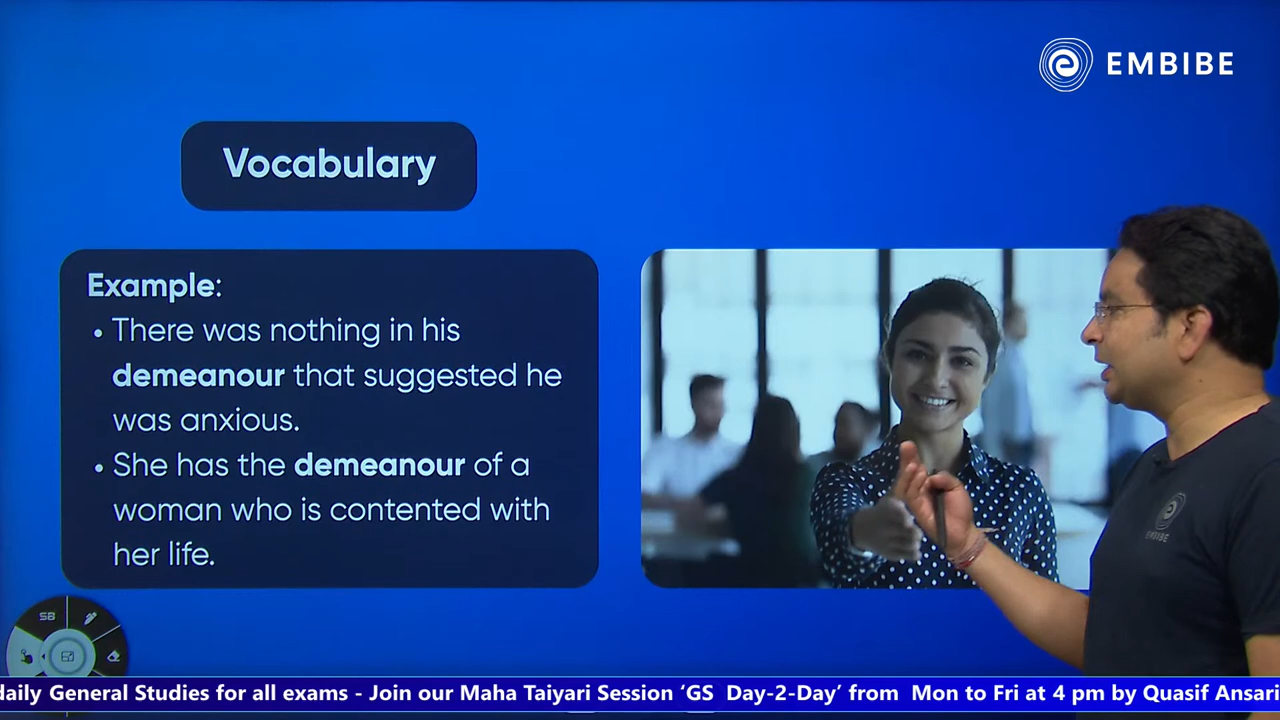 EMBIBE
Vocabulary
Example:
• There was nothing in his
demeanour that suggested he
was anxious.
• She has the demeanour of a
woman who is contented with
her life.
EMBIBE
SB
daily General Studies for all exams - Join our Maha Taiyari Session ‘GS Day-2-Day’ from Mon to Fri at 4 pm by Quasif Ansari